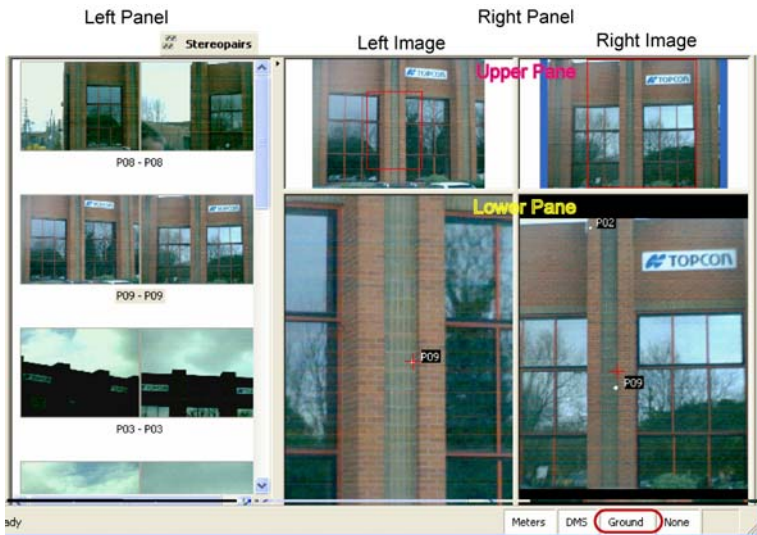 Left Panel
Right Panel
Stereopairs
Left Image
Right Image
Upper Pane
TOPCON
TOPCON
P08 - P08
Lower Pane
P02
TOPCON
P09 - P09
P09
P09
P03 - P03
ady
Meters DMS Ground None